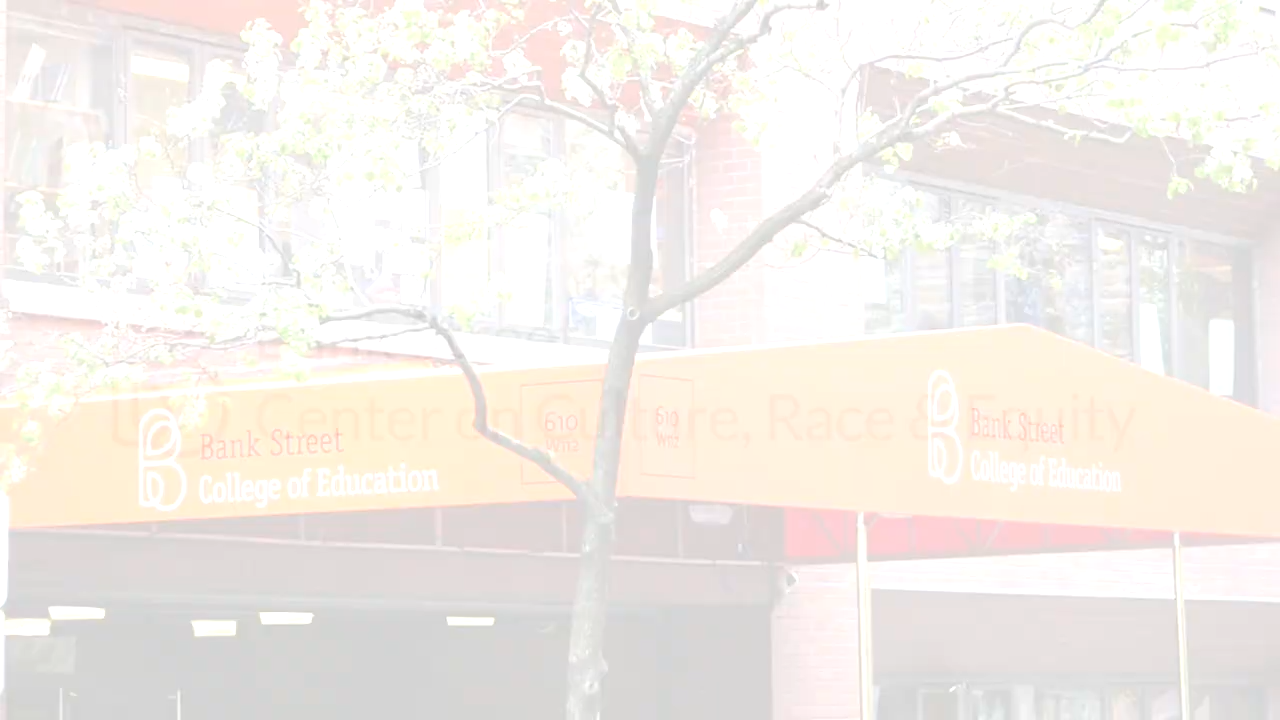 Center on Culture, Race & Equity
Bank Street
College of Education
610
W112
610
W112
Bank Street
College of Education